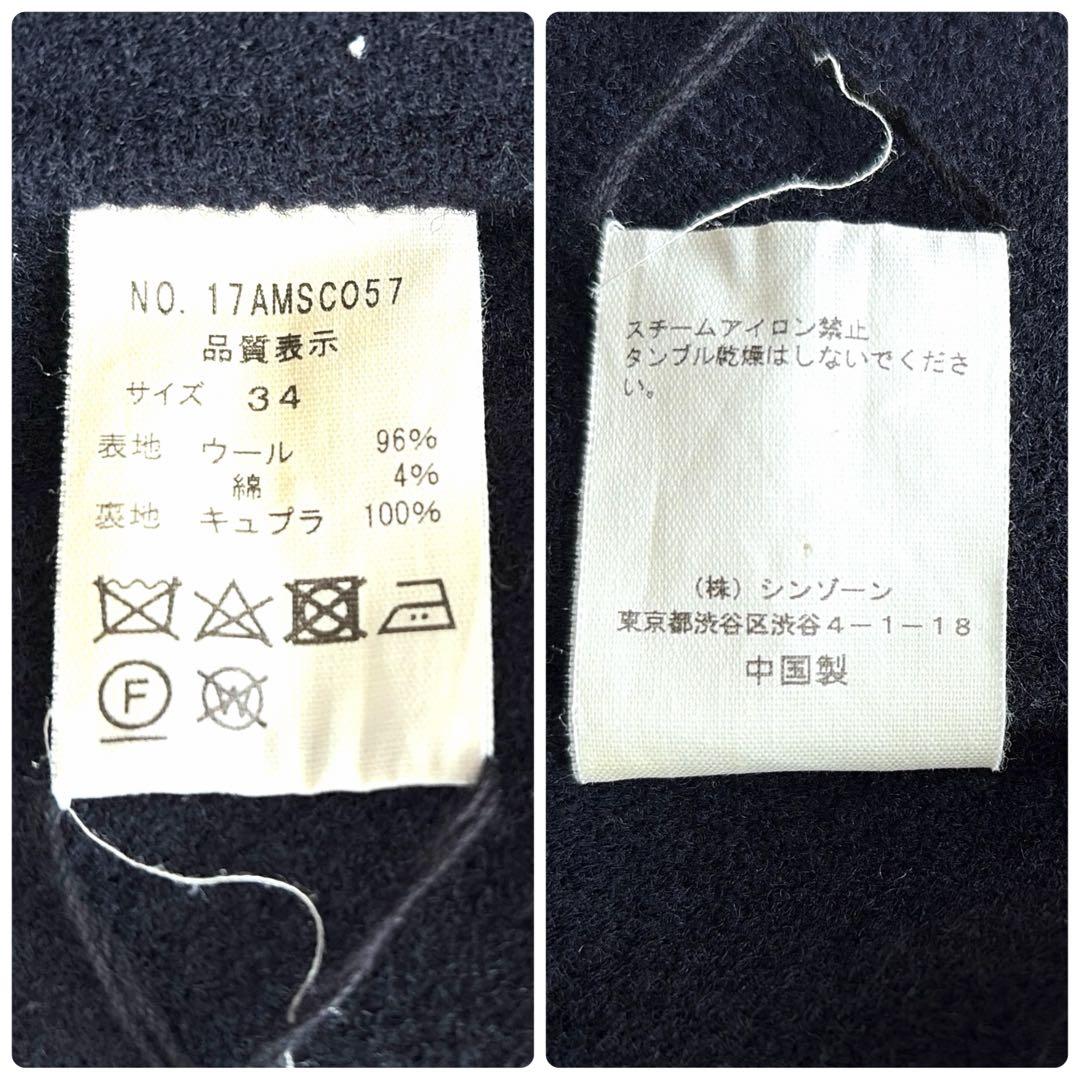 NO. 17AMSCO57
品質表示
サイズ 34
表地 ウール 96%
綿 4%
裏地 キュプラ 100%
F W
スチームアイロン禁止
タンブル乾燥はしないでくださ
い。
(株) シンゾーン
東京都渋谷区渋谷4－1－18
中国製